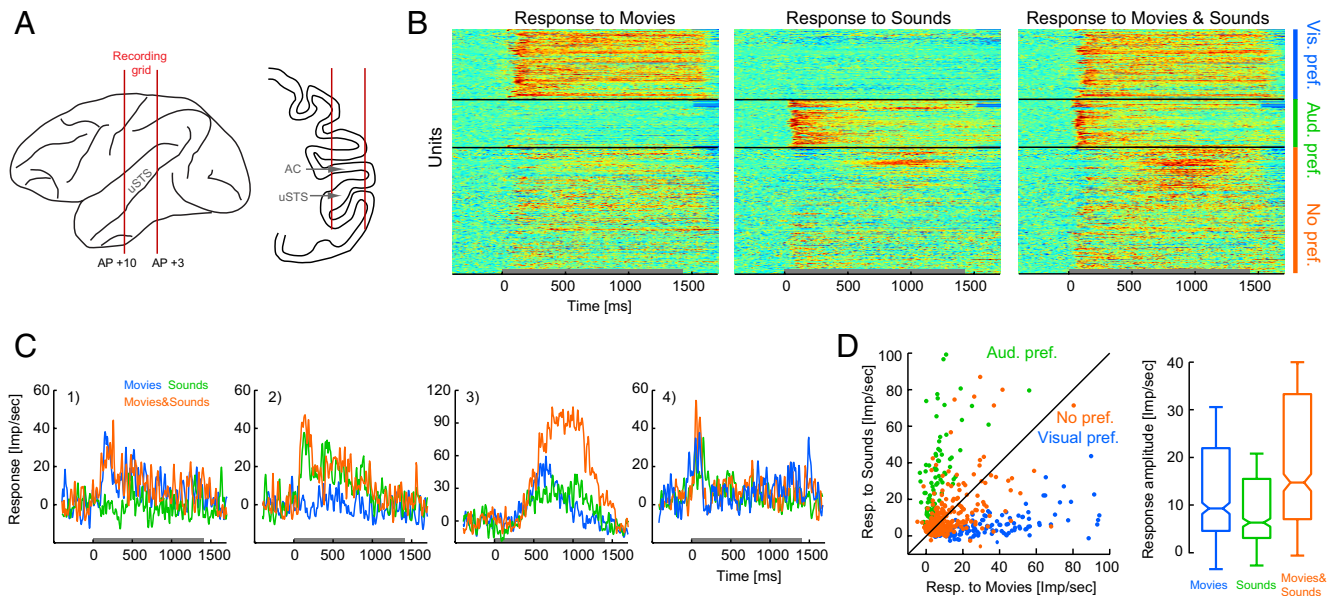 A
Recording
grid
uSTS
AP +10
AP +3
AC
uSTS
B
Response to Movies
Response to Sounds
Response to Movies & Sounds
Units
Vis. pref.
Aud. pref.
No pref.
0
500
1000
1500
0
500
1000
1500
0
500
1000
1500
Time [ms]
C
Response [Imp/sec]
60
40
20
0
1)
Movies Sounds
Movies&Sounds
0
500
1000
1500
60
40
20
0
2)
0
500
1000
1500
120
90
60
30
0
-30
3)
0
500
1000
1500
60
40
20
0
4)
0
500
1000
1500
Time [ms]
D
Resp. to Sounds [Imp/sec]
100
80
60
40
20
0
Aud. pref.
No pref.
Visual pref.
0
20
40
60
80
100
Resp. to Movies [Imp/sec]
Response amplitude [Imp/sec]
40
30
20
10
0
Movies
Sounds
Movies&
Sounds